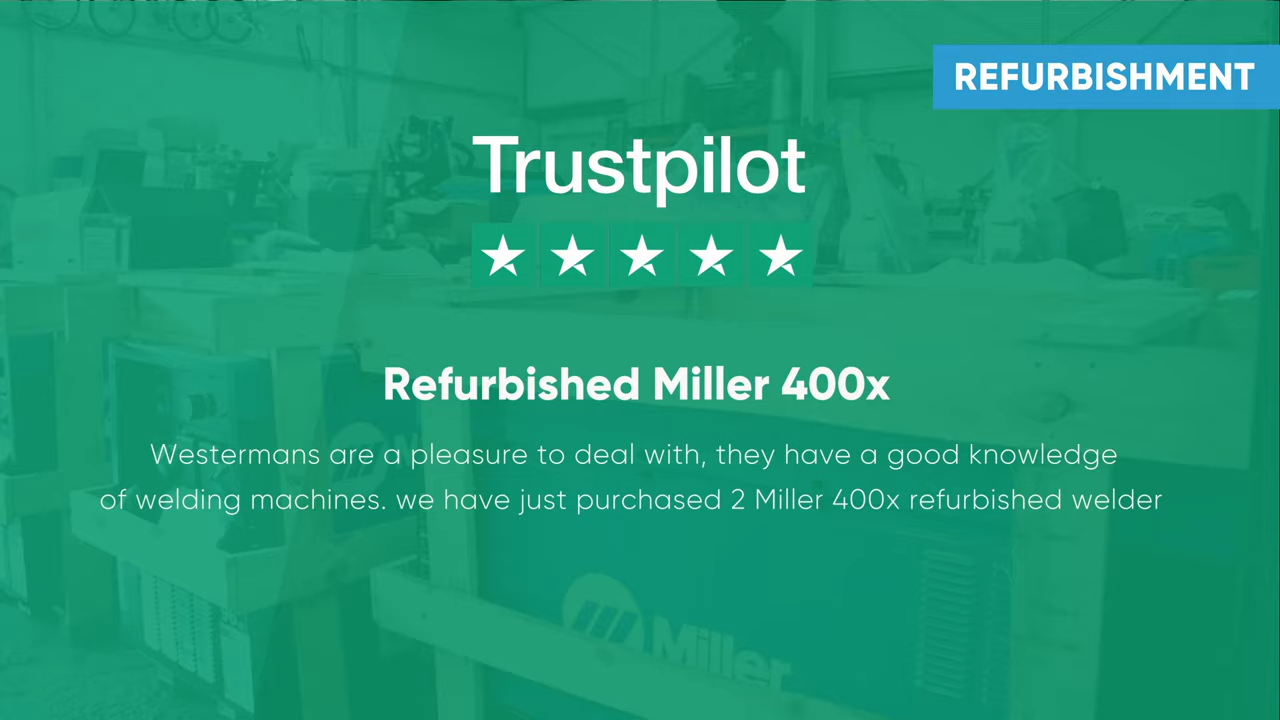 REFURBISHMENT
Trustpilot
Refurbished Miller 400x
Westermans are a pleasure to deal with, they have a good knowledge
of welding machines. we have just purchased 2 Miller 400x refurbished welder
Miller